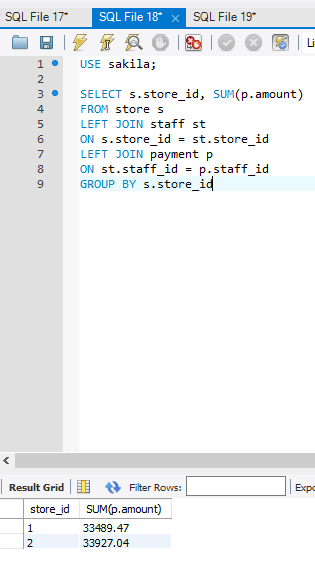 SQL File 17* SQL File 18* × SQL File 19*
Li
1 USE sakila;
2
3 SELECT s.store_id, SUM(p.amount)
4 FROM store s
5 LEFT JOIN staff st
6 ON s.store_id = st.store_id
7 LEFT JOIN payment p
8 ON st.staff_id = p.staff_id
9 GROUP BY s.store_id
Result Grid Filter Rows: Expo
store_id SUM(p.amount)
1 33489.47
2 33927.04